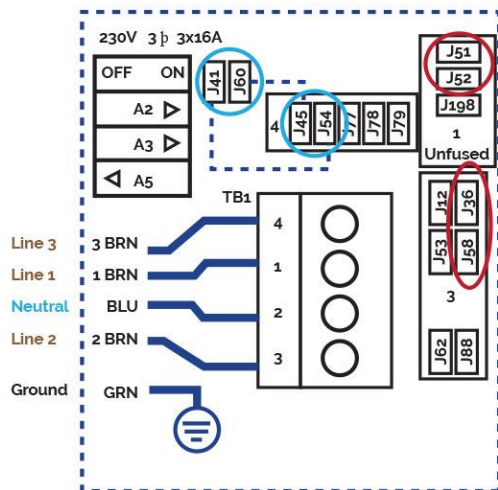 230V 3 þ 3x16A
OFF ON
A2
A3
A5
J41
J60
4
J45
J54
J77
J78
J79
J51
J52
J198
1
Unfused
J12
J36
J53
J58
3
J62
J88
TB1
Line 3 3 BRN 4
Line 1 1 BRN 1
Neutral BLU 2
Line 2 2 BRN 3
Ground GRN